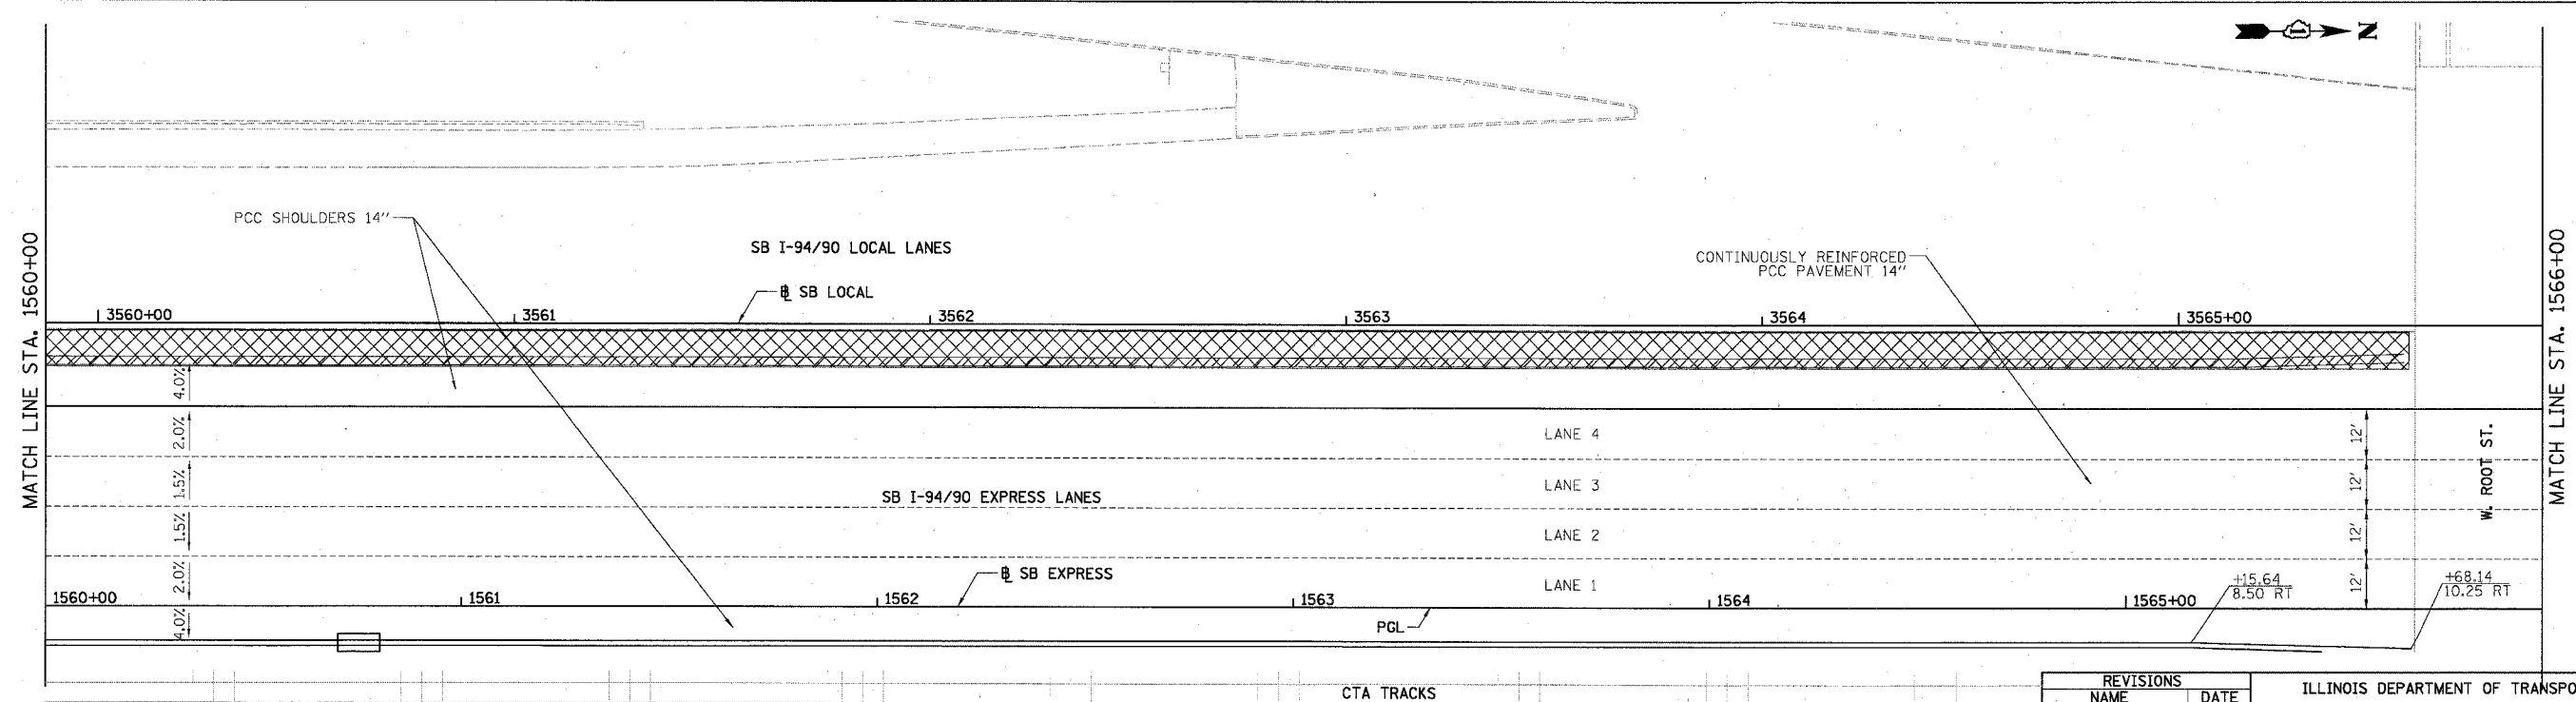 N
PCC SHOULDERS 14"
SB I-94/90 LOCAL LANES
CONTINUOUSLY REINFORCED
PCC PAVEMENT 14"
MATCH LINE STA. 1560+00
MATCH LINE STA. 1566+00
℄ SB LOCAL
3560+00 3561 3562 3563 3564 3565+00
4.0%
2.0%
1.5%
1.5%
2.0%
4.0%
LANE 4
LANE 3
SB I-94/90 EXPRESS LANES
LANE 2
LANE 1
12'
12'
12'
12'
W. ROOT ST.
℄ SB EXPRESS
1560+00 1561 1562 1563 1564 1565+00
PGL
+15.64
8.50 RT
+68.14
10.25 RT
CTA TRACKS
REVISIONS
NAME DATE
ILLINOIS DEPARTMENT OF TRANSPO